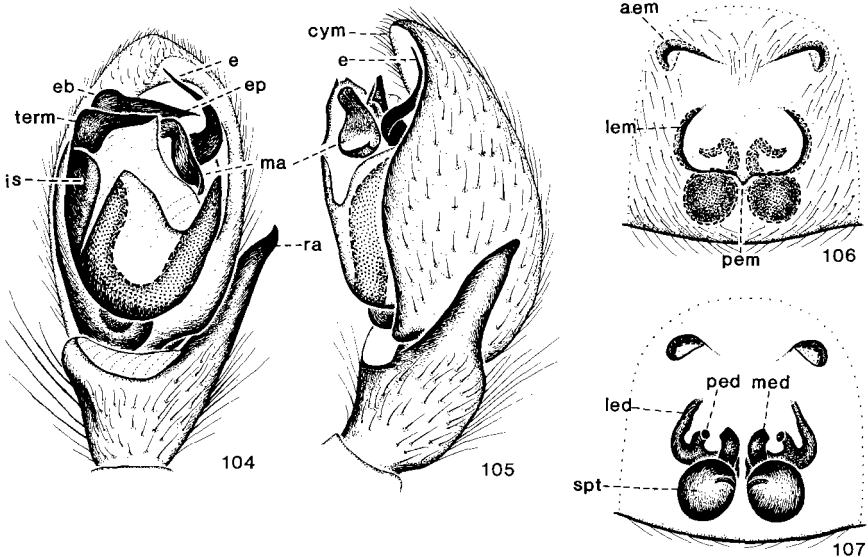 e
eb
ep
term
is
ma
ra
104
cym
e
105
aem
lem
pem
106
ped med
led
spt
107